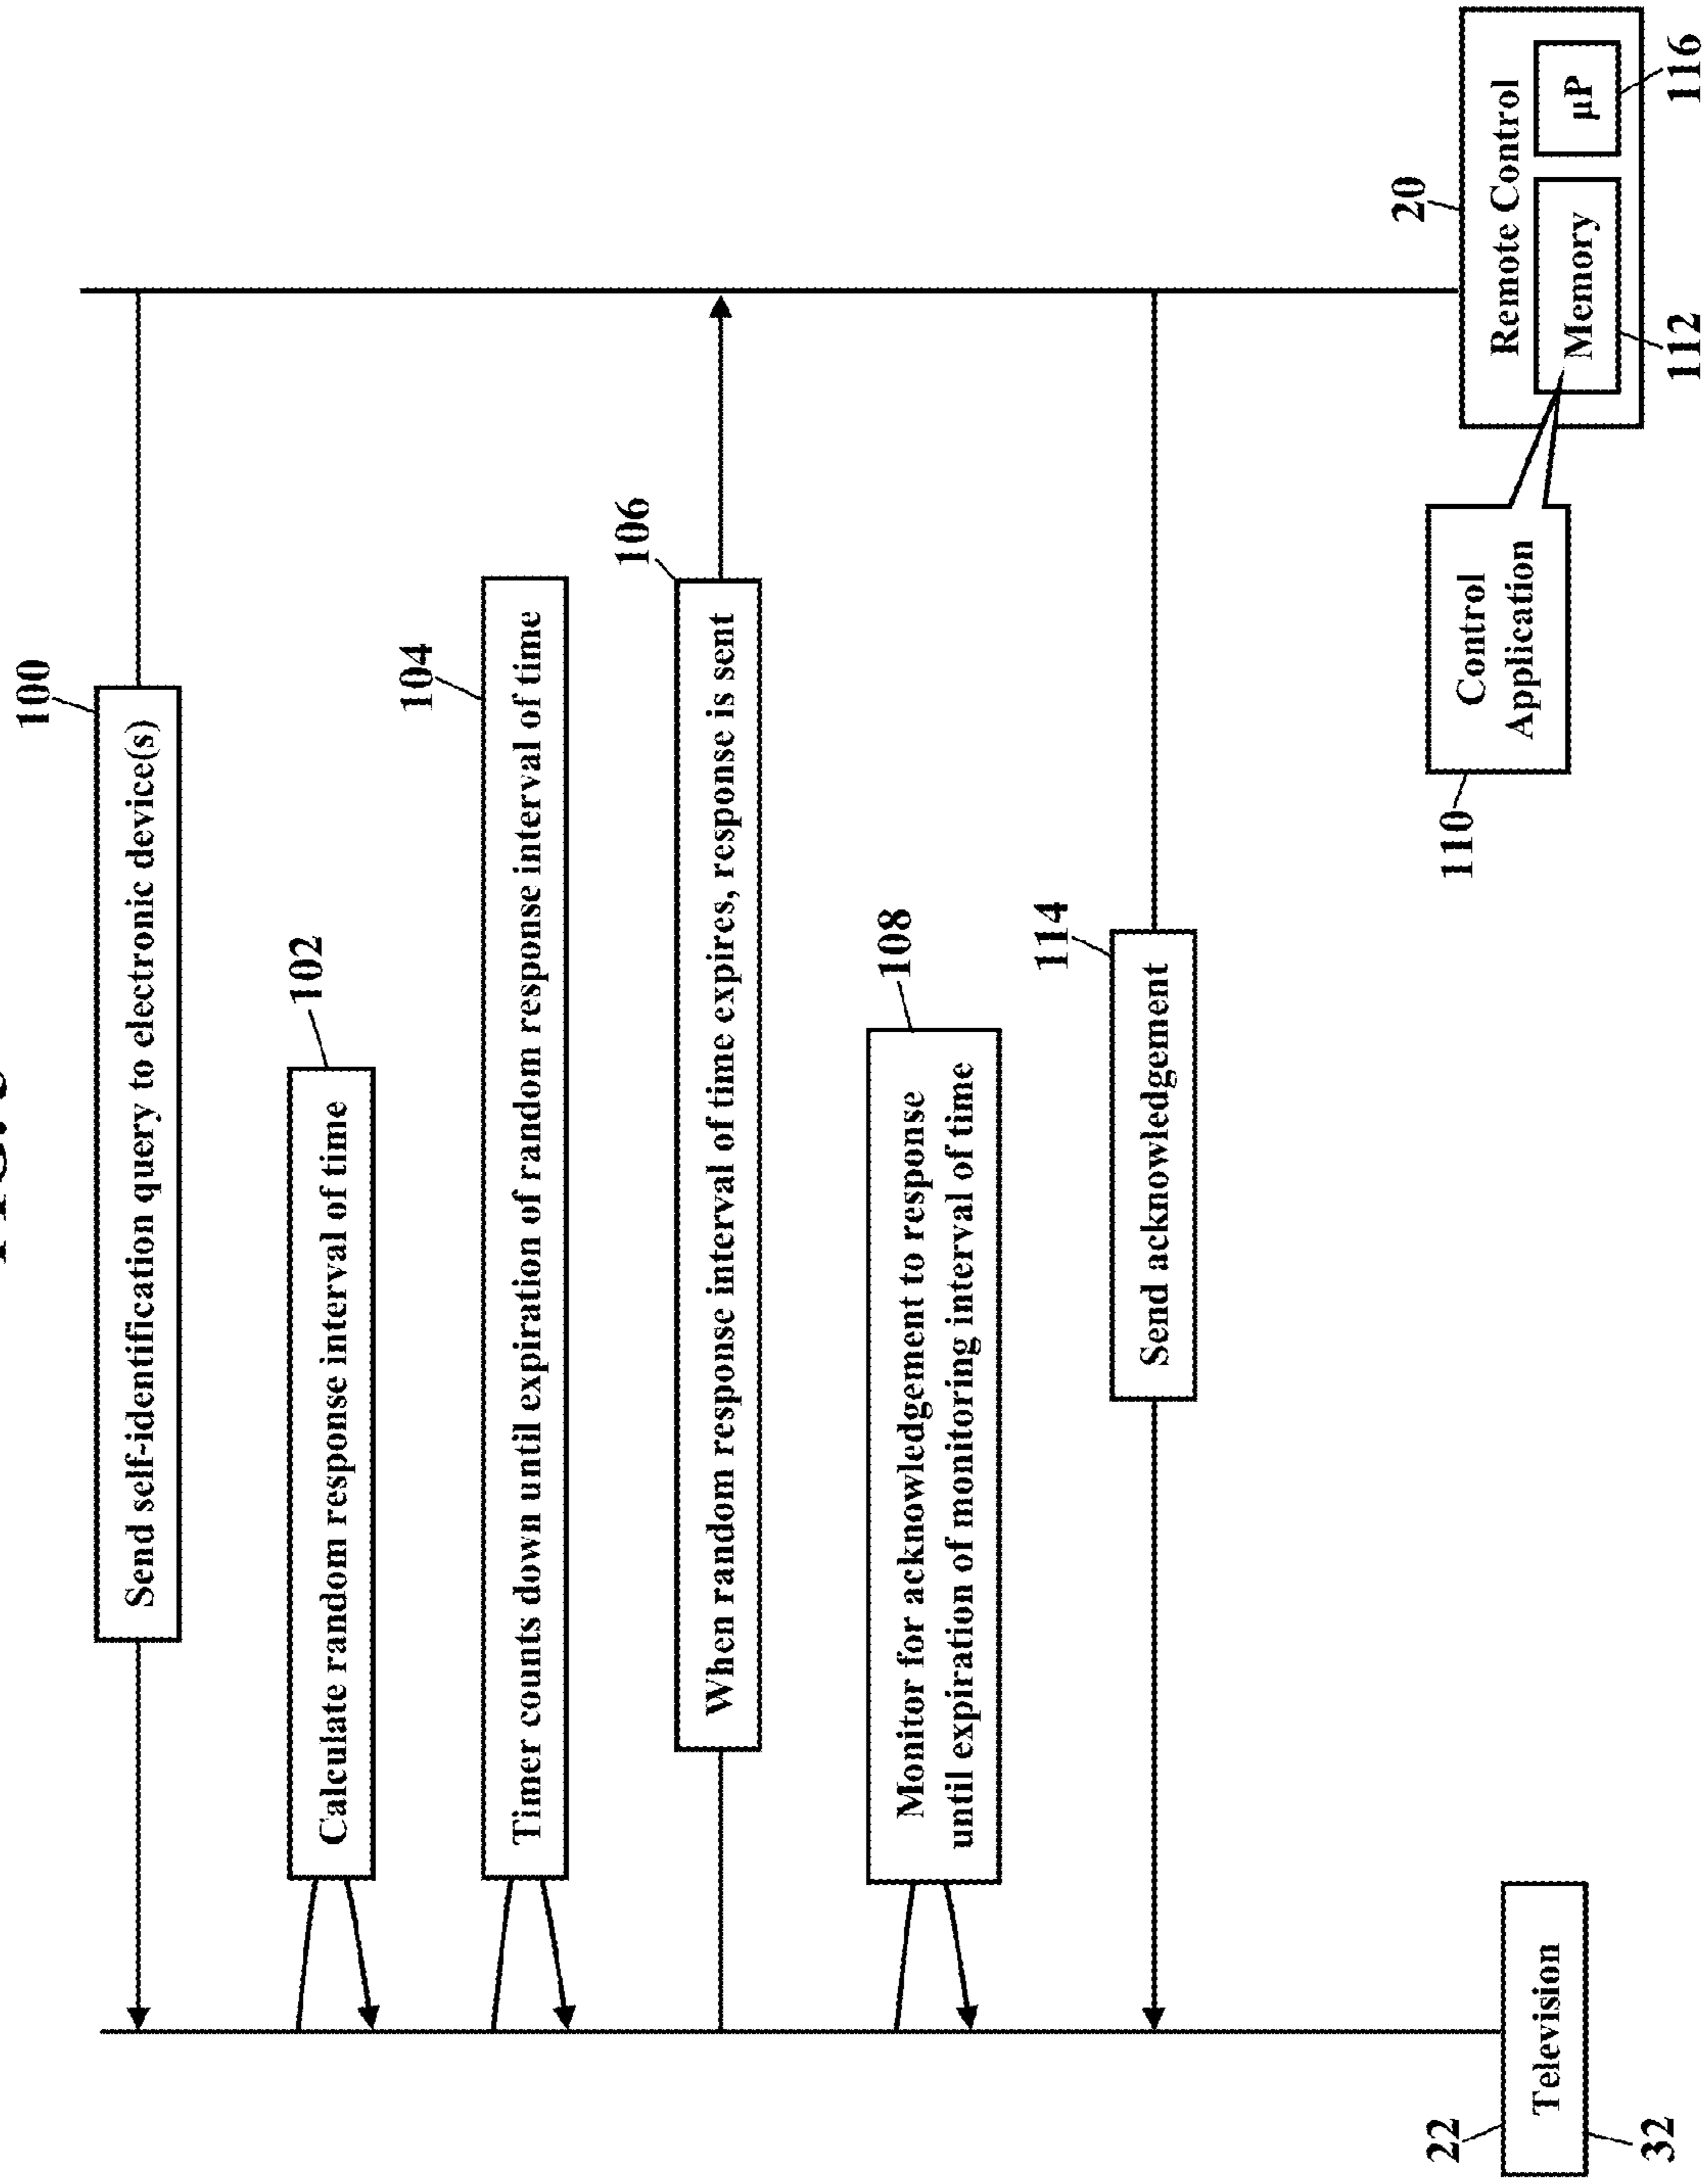 100
Send self-identification query to electronic device(s)
102
Calculate random response interval of time
104
Timer counts down until expiration of random response interval of time
106
When random response interval of time expires, response is sent
108
Monitor for acknowledgement to response
until expiration of monitoring interval of time
114
Send acknowledgement
22
Television
32
110
Control
Application
20
Remote Control
Memory
µP
112
116